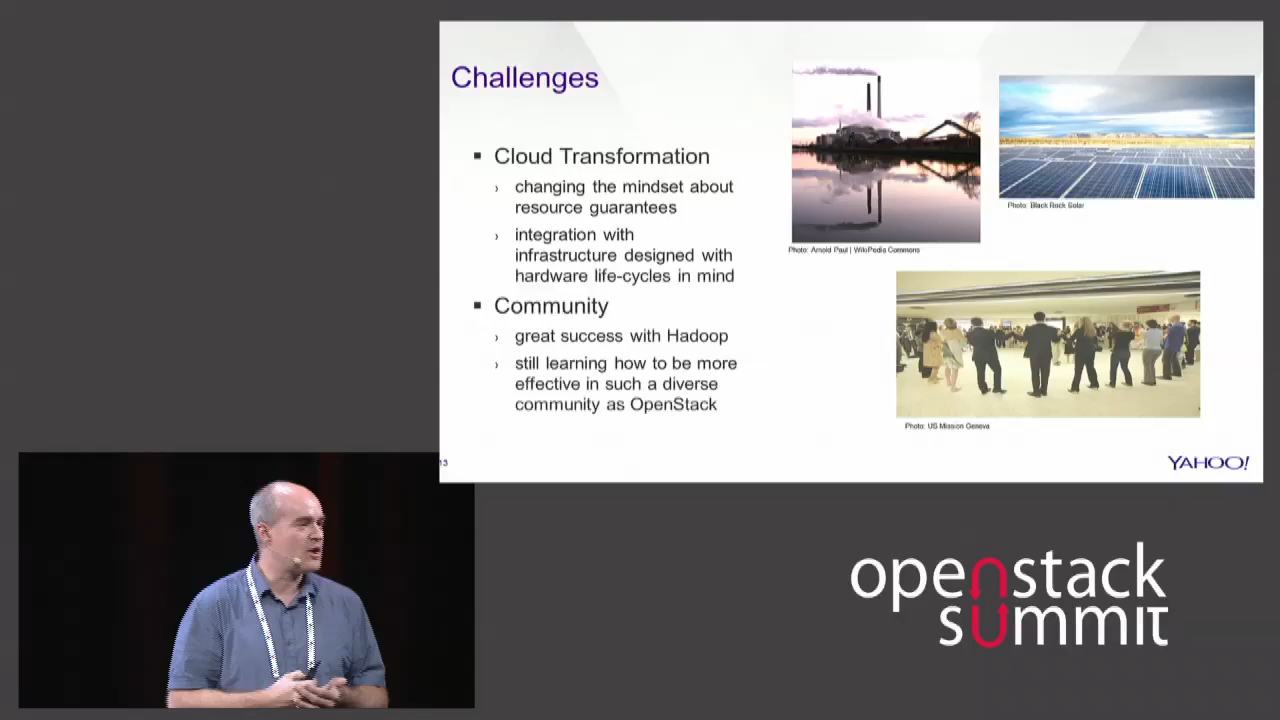 Challenges
▪ Cloud Transformation
› changing the mindset about
resource guarantees
› integration with
infrastructure designed with
hardware life-cycles in mind
▪ Community
› great success with Hadoop
› still learning how to be more
effective in such a diverse
community as OpenStack
Photo: Arnold Paul | WikiPedia Commons
Photo: Black Rock Solar
Photo: US Mission Geneva
13
YAHOO!
openstack
summit